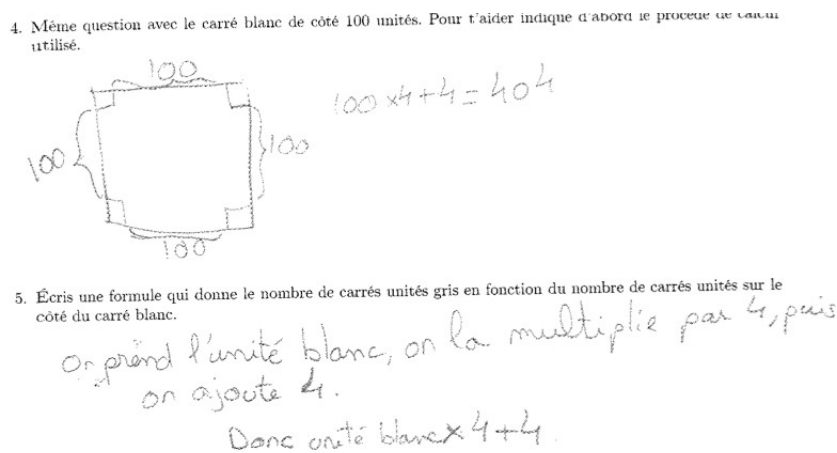 4. Même question avec le carré blanc de côté 100 unités. Pour t'aider indique d'abord le procédé de calcul
utilisé.
100
100 x4+4=404
100
100
100
5. Écris une formule qui donne le nombre de carrés unités gris en fonction du nombre de carrés unités sur le
côté du carré blanc.
On prend l'unité blanc, on la multiplie par 4, puis
on ajoute 4.
Donc unité blanc x 4+4